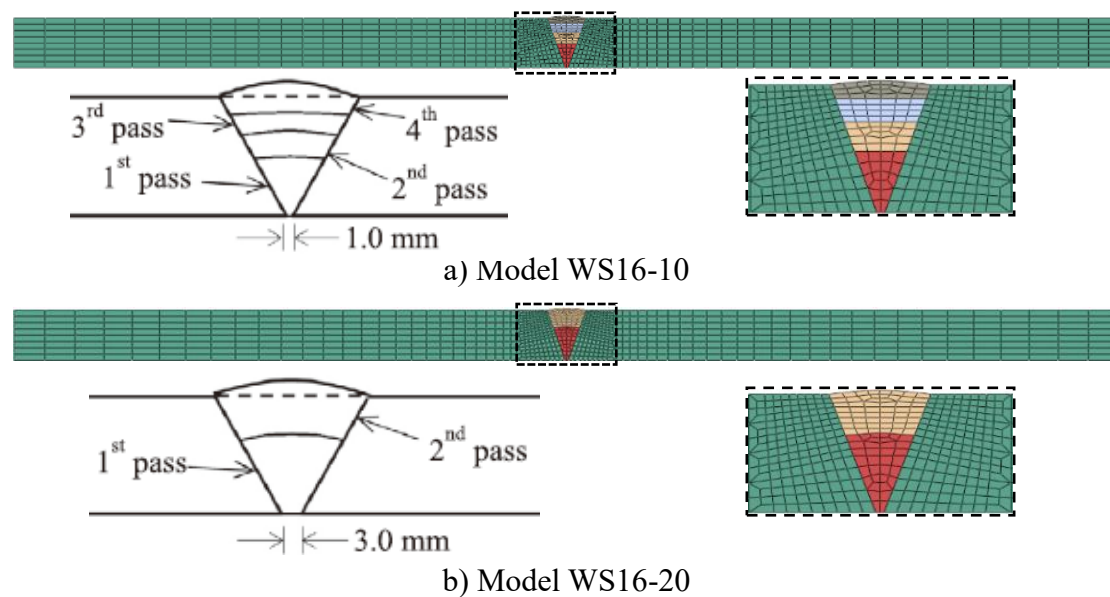 3rd pass
4th pass
1st pass
2nd pass
1.0 mm
a) Model WS16-10
1st pass
2nd pass
3.0 mm
b) Model WS16-20